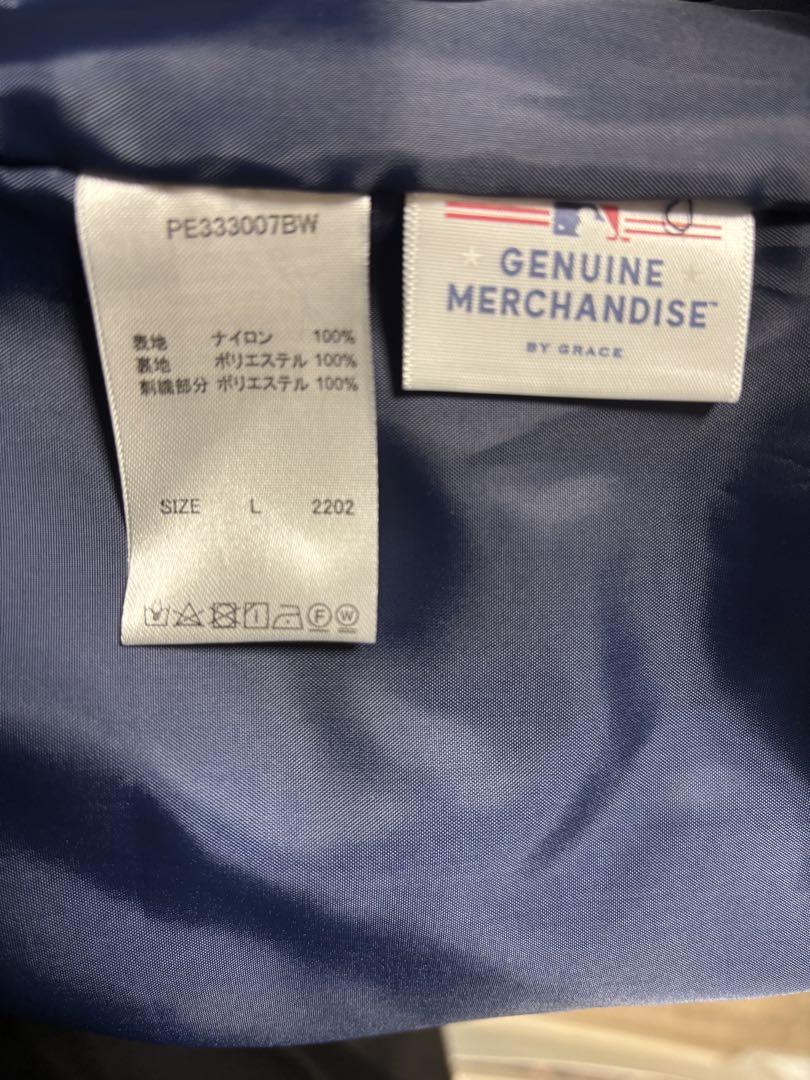 PE333007BW
表地 ナイロン 100%
裏地 ポリエステル 100%
刺繍部分 ポリエステル 100%
SIZE L 2202
F W
GENUINE
MERCHANDISE™
BY GRACE